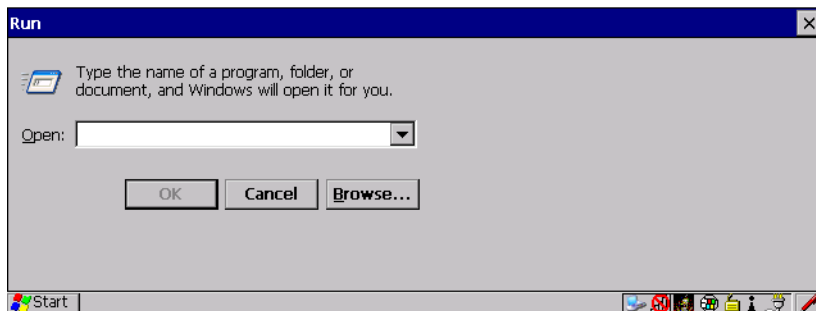 Run
Type the name of a program, folder, or
document, and Windows will open it for you.
Open:
OK
Cancel
Browse...
Start